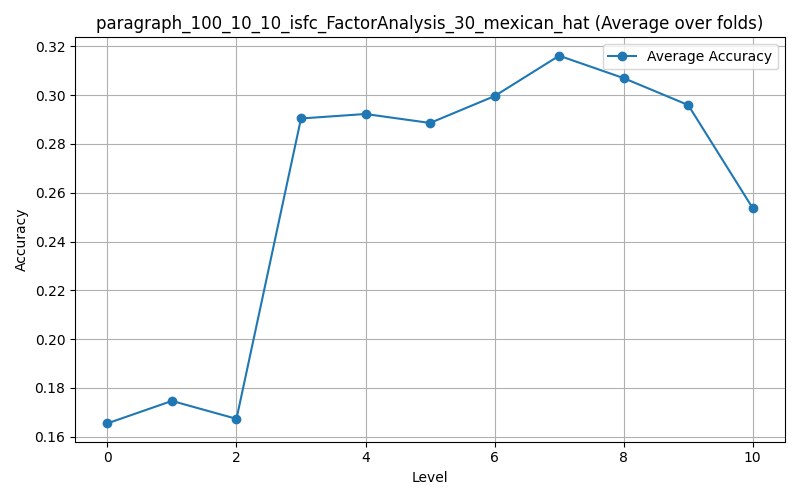 paragraph_100_10_10_isfc_FactorAnalysis_30_mexican_hat (Average over folds)
Average Accuracy
0.32
0.30
0.28
0.26
0.24
0.22
0.20
0.18
0.16
Accuracy
0 2 4 6 8 10
Level